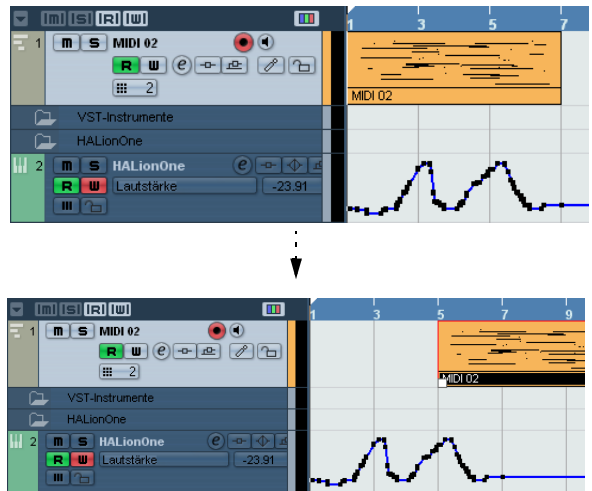 [m] [S] [R] [W]
1 3 5 7
1 m S MIDI 02
R W e
2
MIDI 02
VST-Instrumente
HALionOne
2 m S HALionOne e
R W Lautstärke -23.91
[m] [S] [R] [W]
1 3 5 7 9
1 m S MIDI 02
R W e
2
MIDI 02
VST-Instrumente
HALionOne
2 m S HALionOne e
R W Lautstärke -23.91